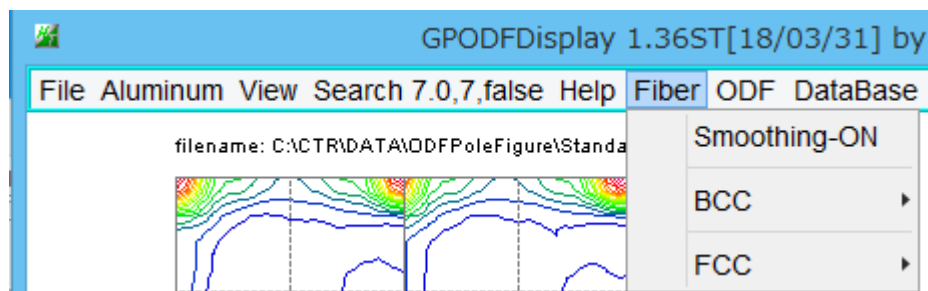 GPODFDisplay 1.36ST[18/03/31] by
File Aluminum View Search 7.0,7,false Help Fiber ODF DataBase
filename: C:\CTR\DATA\ODFPoleFigure\Standa
Smoothing-ON
BCC
FCC